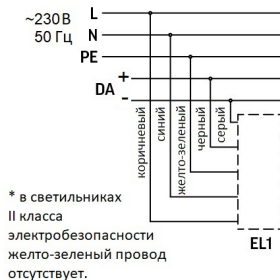 ~230В
50 Гц
L
N
PE
DA
+
-
коричневый
синий
желто-зеленый
черный
серый
EL1
* в светильниках
II класса
электробезопасности
желто-зеленый провод
отсутствует.